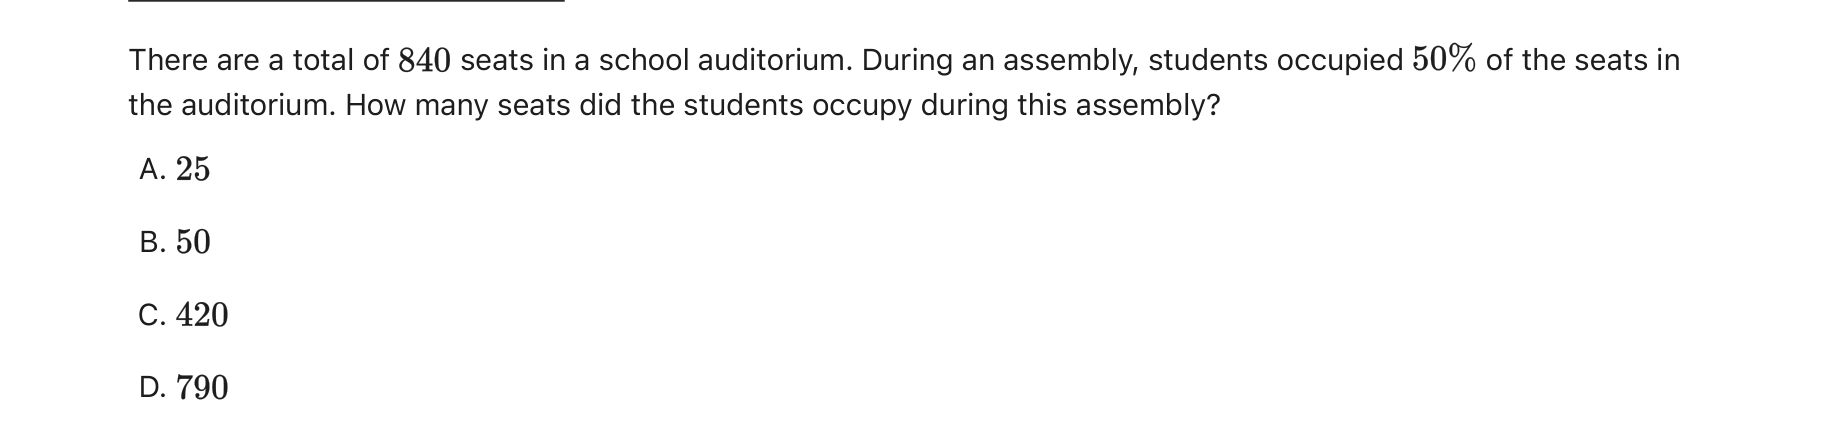 There are a total of 840 seats in a school auditorium. During an assembly, students occupied 50% of the seats in
the auditorium. How many seats did the students occupy during this assembly?
A. 25
B. 50
C. 420
D. 790